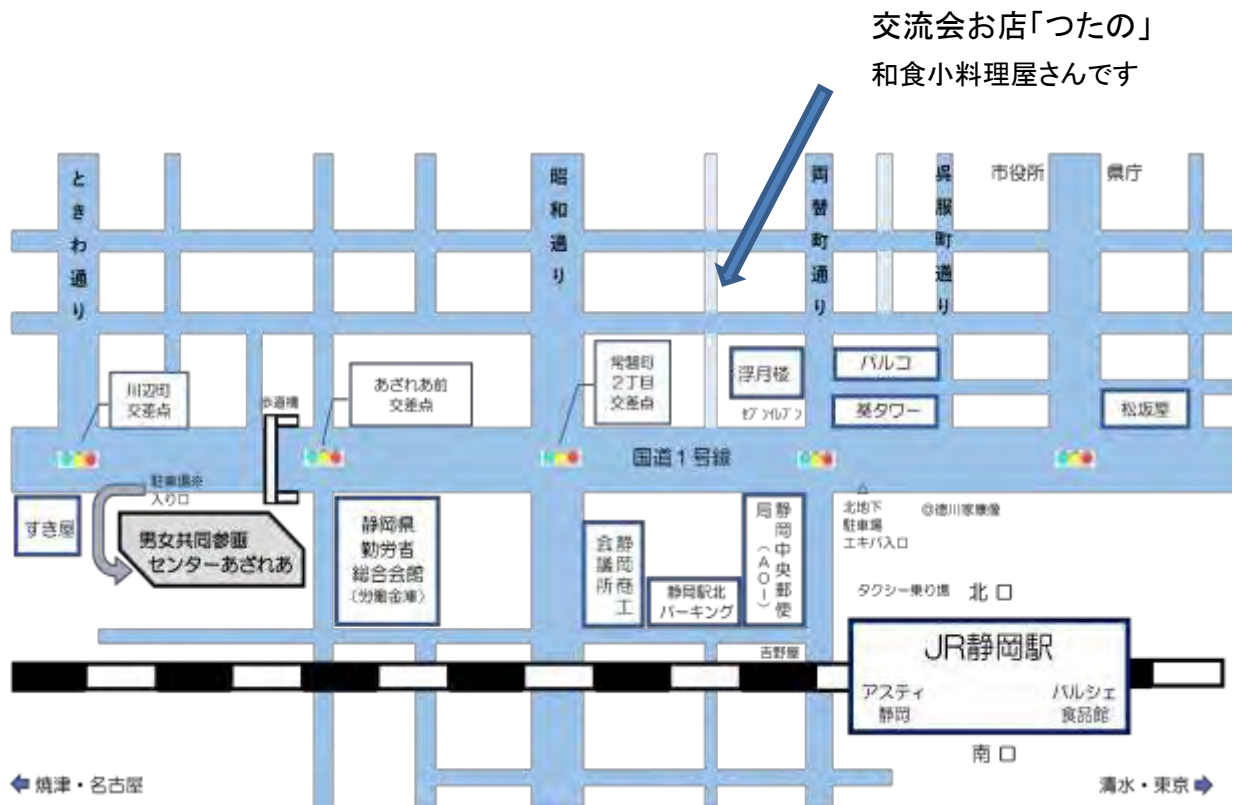 交流会お店「つたの」
和食小料理屋さんです
ときわ通り
昭和通り
両替町通り
呉服町通り
市役所
県庁
川辺町
交差点
歩道橋
あざれあ前
交差点
常磐町
2丁目
交差点
浮月楼
セブンイレブン
パルコ
葵タワー
松坂屋
国道1号線
駐車場※
入り口
すき屋
男女共同参画
センターあざれあ
静岡県
勤労者
総合会館
(労働金庫)
静岡商工
会議所
静岡駅北
パーキング
静岡中央郵便
局(AOI)
△
北地下
駐車場
エキパ入口
@徳川家康像
タクシー乗り場
北口
吉野屋
JR静岡駅
アスティ
静岡
パルシェ
食品館
南口
焼津・名古屋
清水・東京